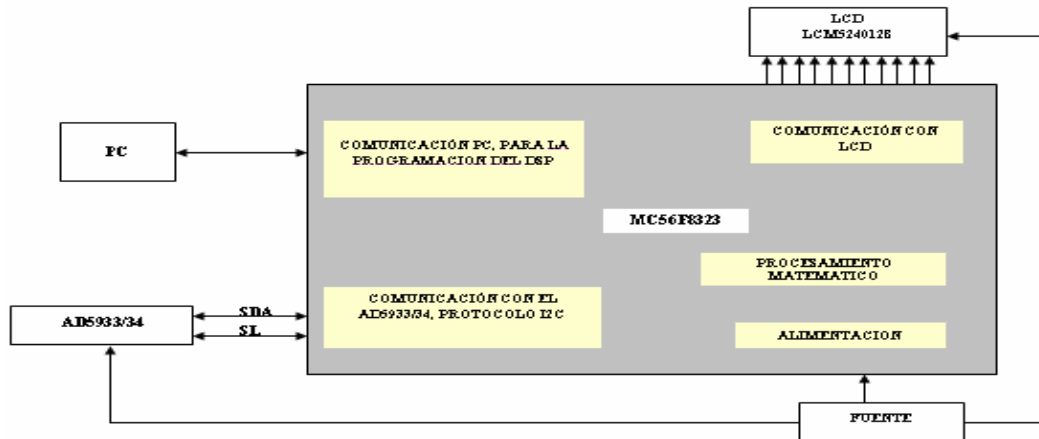 LCD
LCM524012B
PC
COMUNICACIÓN PC, PARA LA
PROGRAMACION DEL DSP
COMUNICACIÓN CON
LCD
MC56F8323
PROCESAMIENTO
MATEMATICO
COMUNICACIÓN CON EL
AD5933/34, PROTOCOLO I2C
AD5933/34
SDA
SL
ALIMENTACION
FUENTE